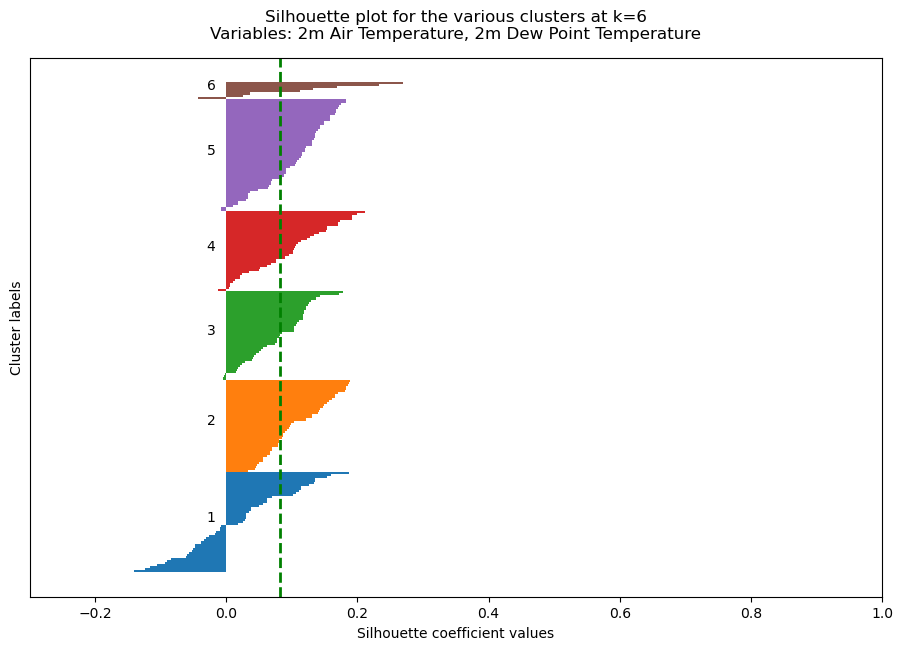 Silhouette plot for the various clusters at k=6
Variables: 2m Air Temperature, 2m Dew Point Temperature
6
5
4
3
2
1
Cluster labels
−0.2 0.0 0.2 0.4 0.6 0.8 1.0
Silhouette coefficient values